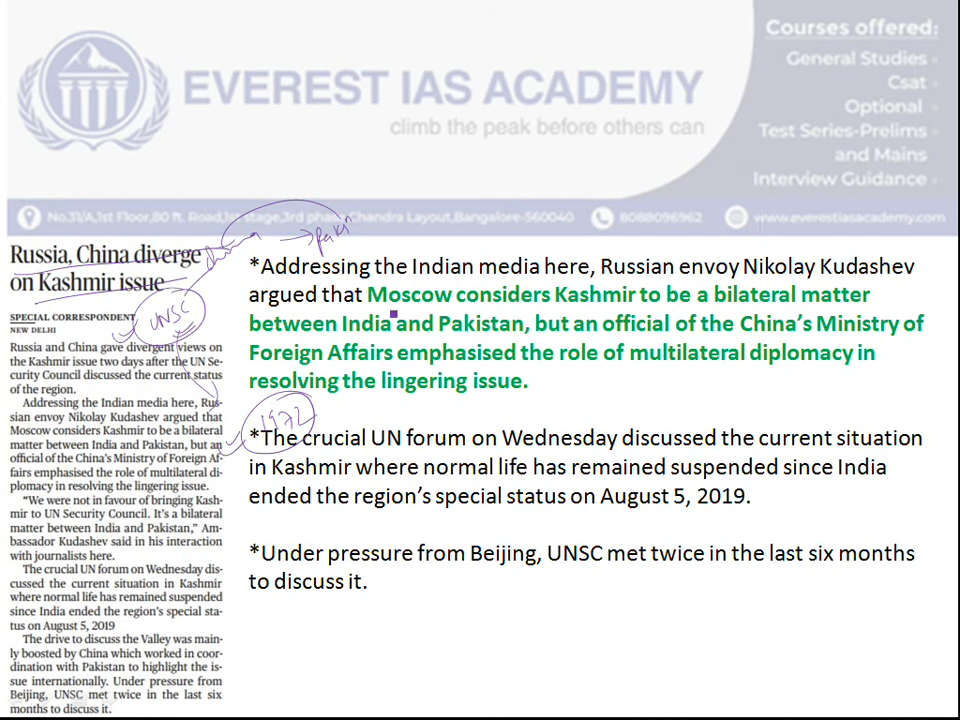 Courses offered:
General Studies
Csat
Optional
Test Series-Prelims
and Mains
Interview Guidance
EVEREST IAS ACADEMY
climb the peak before others can
No.31/A,1st Floor,80 ft. Road,1st stage,3rd phase, Chandra Layout,Bangalore-560040
8088096962
www.everestiasacademy.com
Russia, China diverge
on Kashmir issue
SPECIAL CORRESPONDENT
NEW DELHI
Russia and China gave divergent views on
the Kashmir issue two days after the UN Se-
curity Council discussed the current status
of the region.
Addressing the Indian media here, Rus-
sian envoy Nikolay Kudashev argued that
Moscow considers Kashmir to be a bilateral
matter between India and Pakistan, but an
official of the China's Ministry of Foreign Af-
fairs emphasised the role of multilateral di-
plomacy in resolving the issue.
"We were not in favour of bringing Kash-
mir to UN Security Council. It's a bilateral
matter between India and Pakistan," Am-
bassador Kudashev said in his interaction
with journalists here.
The crucial UN forum on Wednesday dis-
cussed the current situation in Kashmir
where normal life has remained suspended
since India ended the region's special sta-
tus on August 5, 2019
The drive to discuss the Valley was main-
ly boosted by China which worked in coor-
dination with Pakistan to highlight the is-
sue internationally. Under pressure from
Beijing, UNSC met twice in the last six
months to discuss it.
China
Pakn
UNSC
1972
*Addressing the Indian media here, Russian envoy Nikolay Kudashev
argued that Moscow considers Kashmir to be a bilateral matter
between India and Pakistan, but an official of the China's Ministry of
Foreign Affairs emphasised the role of multilateral diplomacy in
resolving the lingering issue.
*The crucial UN forum on Wednesday discussed the current situation
in Kashmir where normal life has remained suspended since India
ended the region's special status on August 5, 2019.
*Under pressure from Beijing, UNSC met twice in the last six months
to discuss it.